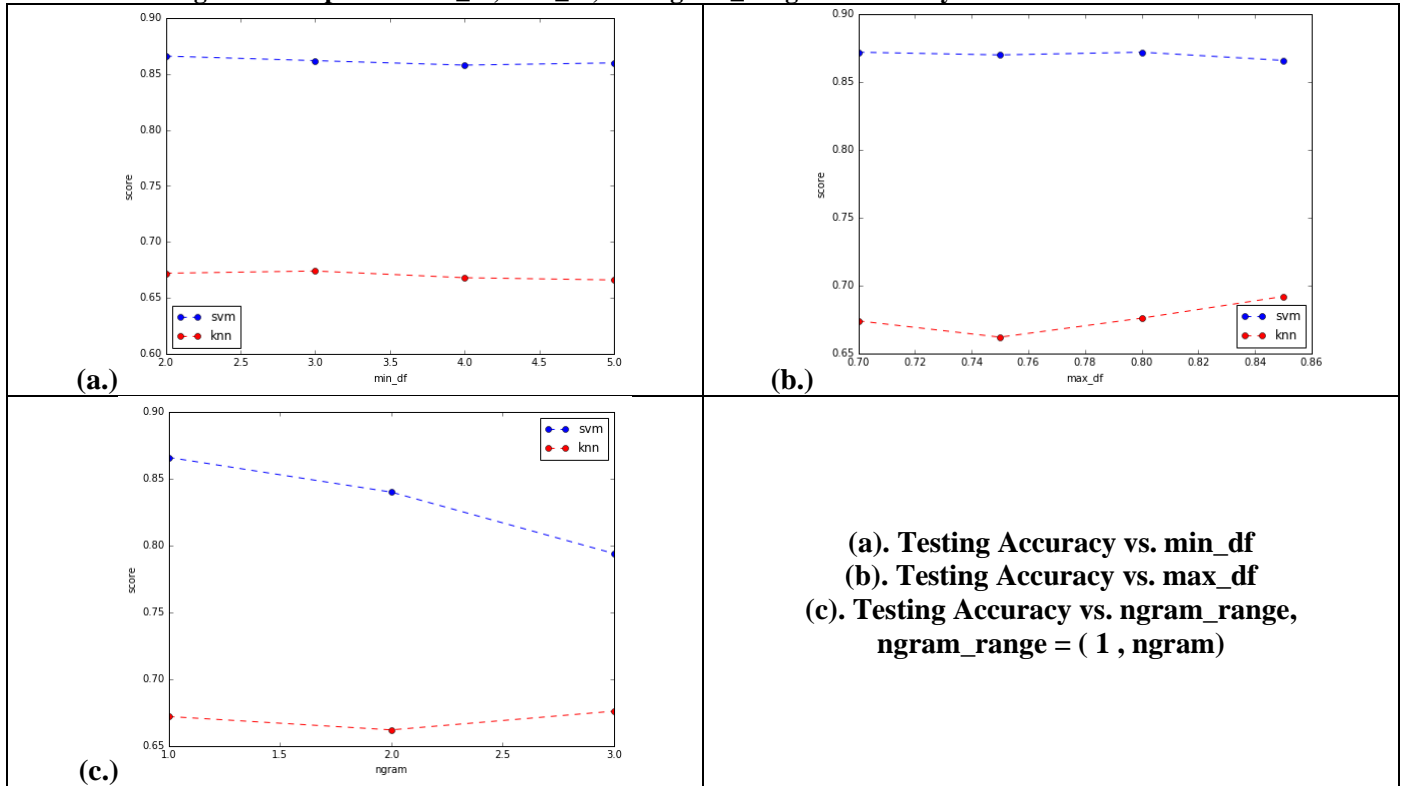 0.90
0.85
0.80
0.75
0.70
0.65
0.60
score
svm
knn
2.0 2.5 3.0 3.5 4.0 4.5 5.0
min_df
(a.)
0.90
0.85
0.80
0.75
0.70
0.65
score
svm
knn
0.70 0.72 0.74 0.76 0.78 0.80 0.82 0.84 0.86
max_df
(b.)
0.90
0.85
0.80
0.75
0.70
0.65
score
svm
knn
1.0 1.5 2.0 2.5 3.0
ngram
(c.)
(a). Testing Accuracy vs. min_df
(b). Testing Accuracy vs. max_df
(c). Testing Accuracy vs. ngram_range,
ngram_range = ( 1 , ngram)